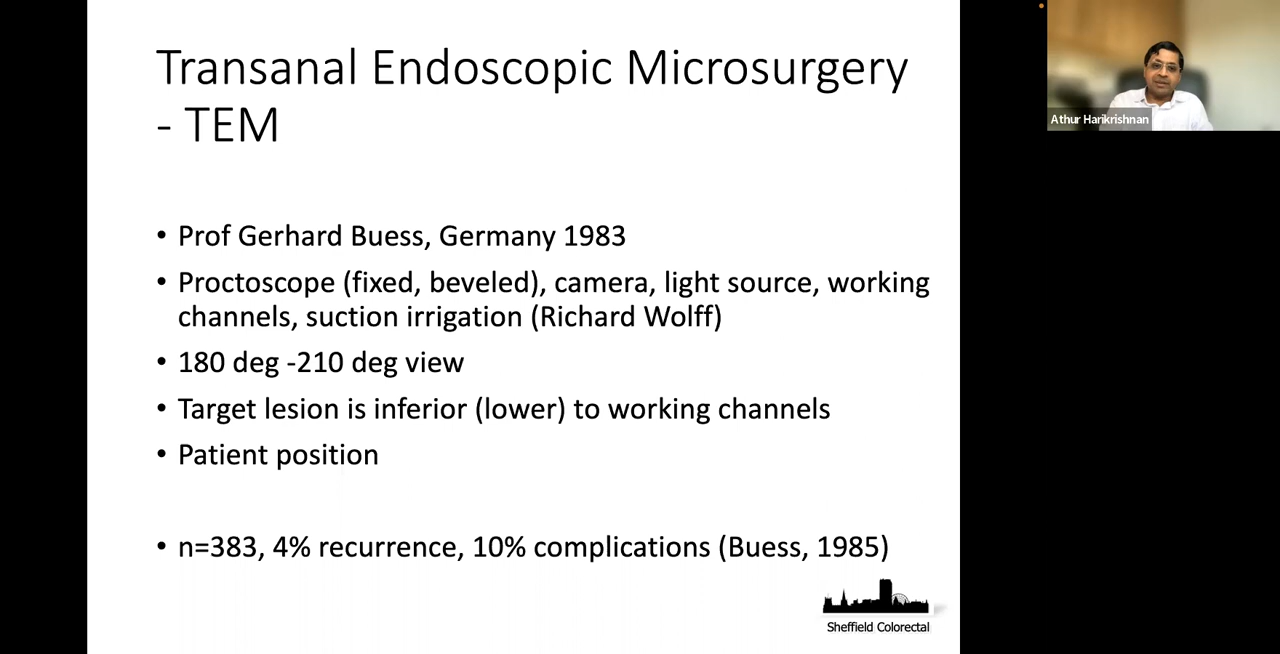 Transanal Endoscopic Microsurgery
- TEM
• Prof Gerhard Buess, Germany 1983
• Proctoscope (fixed, beveled), camera, light source, working
channels, suction irrigation (Richard Wolff)
• 180 deg -210 deg view
• Target lesion is inferior (lower) to working channels
• Patient position
• n=383, 4% recurrence, 10% complications (Buess, 1985)
Sheffield Colorectal
Athur Harikrishnan